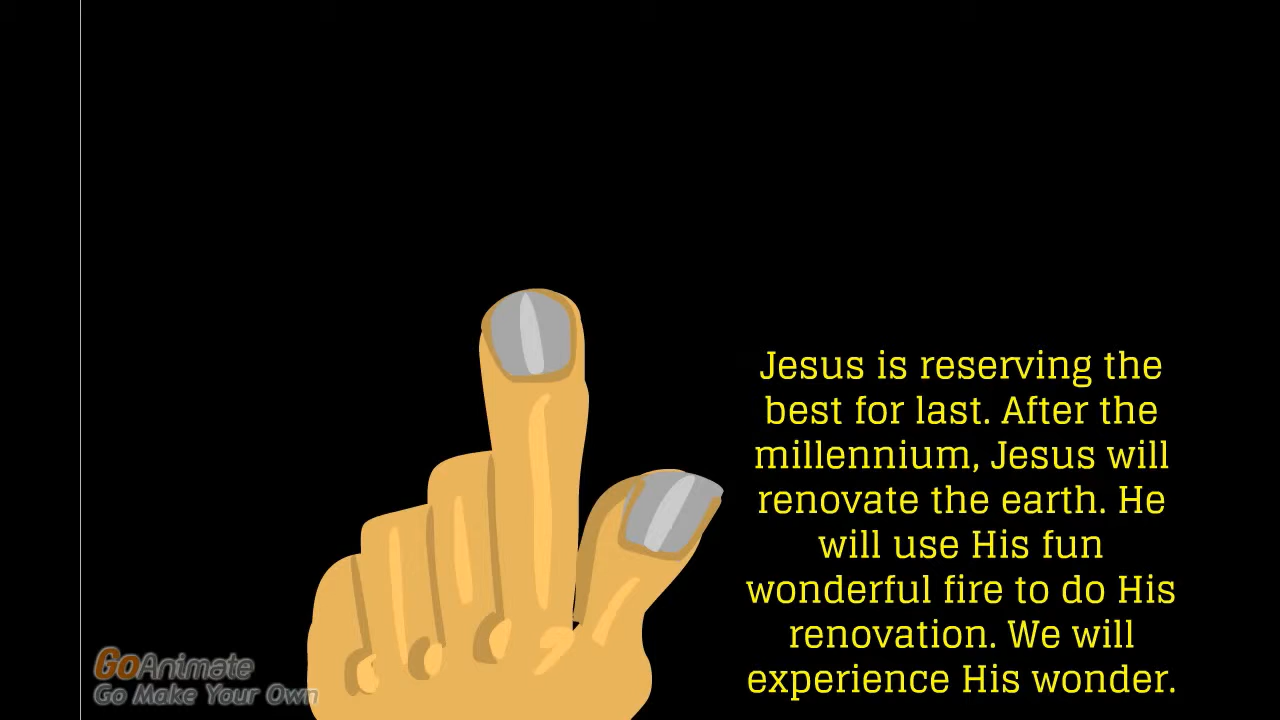 Jesus is reserving the
best for last. After the
millennium, Jesus will
renovate the earth. He
will use His fun
wonderful fire to do His
renovation. We will
experience His wonder.
GoAnimate
Go Make Your Own